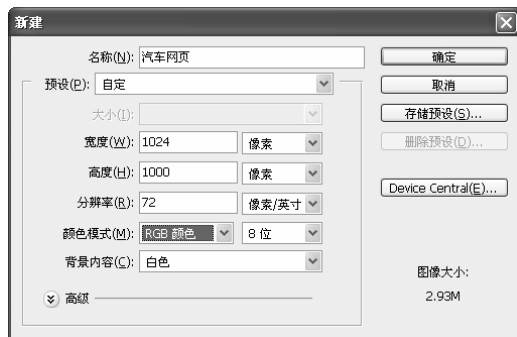 新建
名称(N): 汽车网页
确定
预设(P): 自定
取消
大小(I):
存储预设(S)...
宽度(W): 1024 像素
删除预设(D)...
高度(H): 1000 像素
分辨率(R): 72 像素/英寸
Device Central(E)...
颜色模式(M): RGB 颜色 8 位
背景内容(C): 白色
图像大小:
高级
2.93M